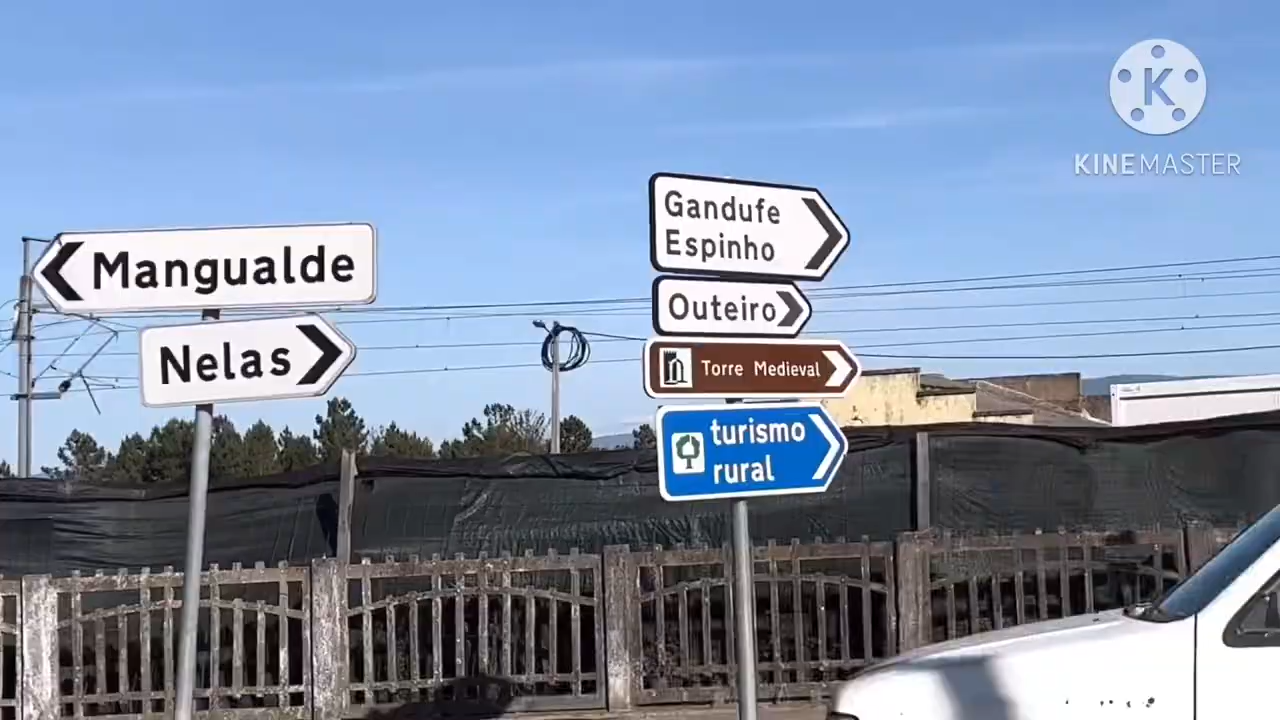 K
KINEMASTER
Mangualde
Nelas
Gandufe
Espinho
Outeiro
Torre Medieval
turismo
rural